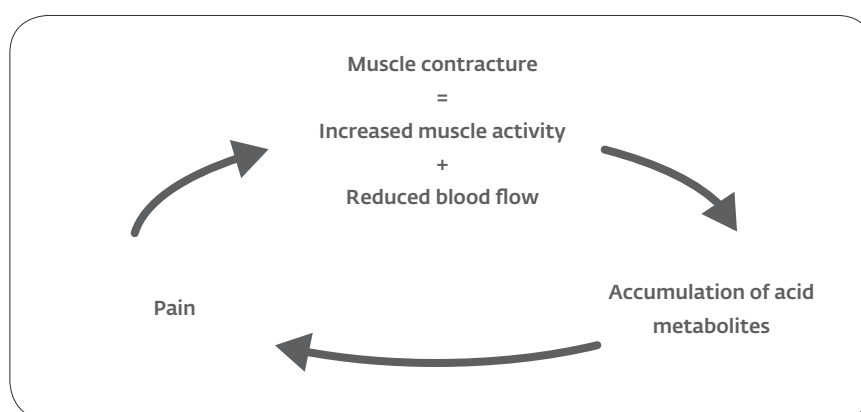 Muscle contracture
=
Increased muscle activity
+
Reduced blood flow
Accumulation of acid
metabolites
Pain